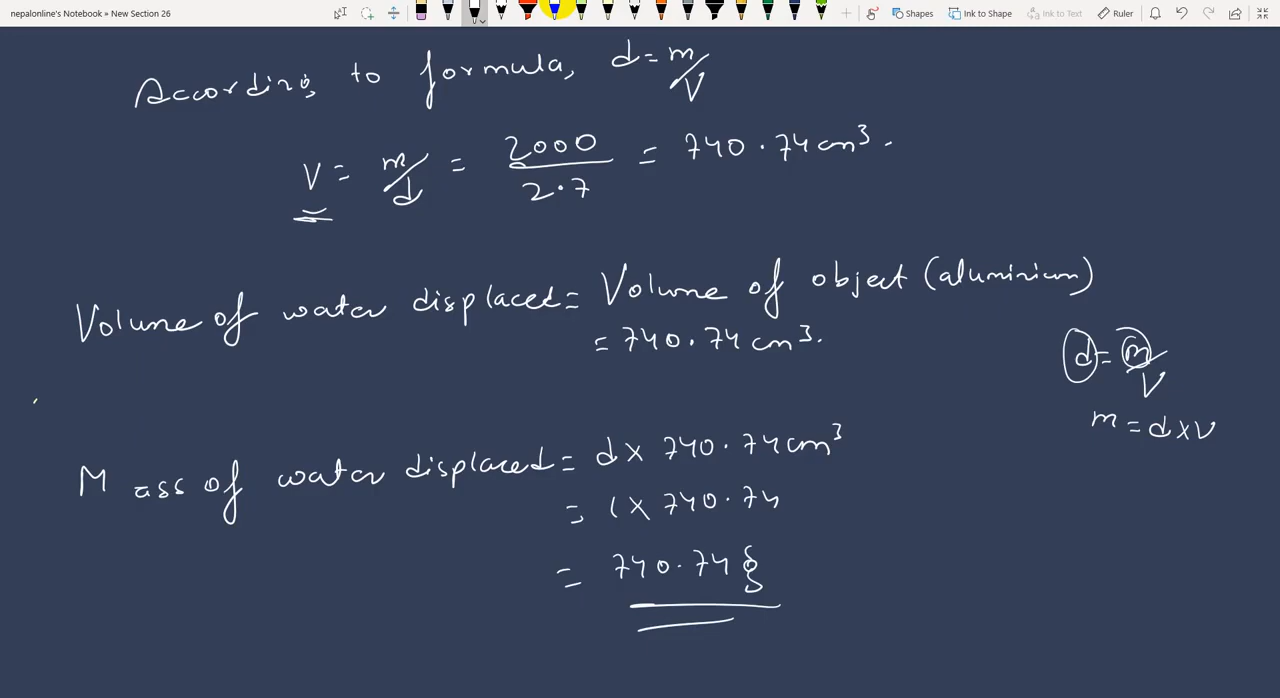 nepalonline's Notebook » New Section 26
Shapes Ink to Shape Ink to Text Ruler
According to formula, d=m/V
V = m/d = 2000/2.7 = 740.74 cm³.
Volume of water displaced = Volume of object (aluminium)
= 740.74 cm³.
d = m/V
m = d×V
Mass of water displaced = d× 740.74 cm³
= 1× 740.74
= 740.74 g